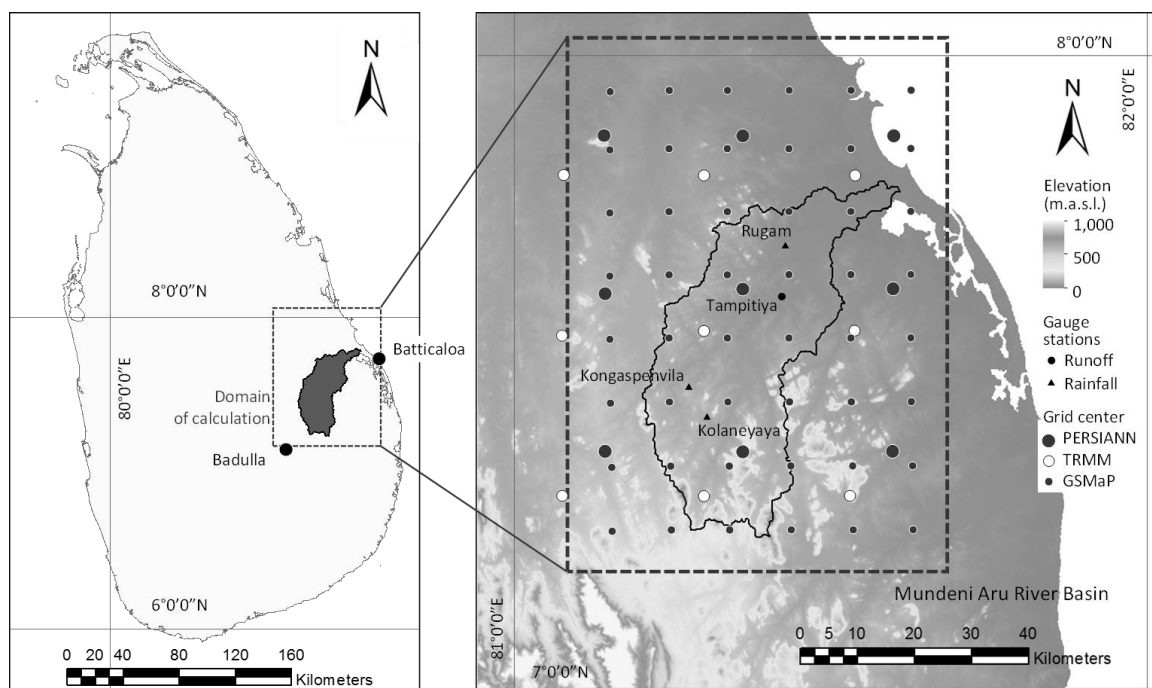 N
8°0′0″N
80°0′0″E
Batticaloa
Domain
of calculation
Badulla
6°0′0″N
0 20 40 80 120 160
Kilometers
8°0′0″N
82°0′0″E
N
Elevation
(m.a.s.l.)
1,000
500
0
Rugam
Tampitiya
Kongaspenvila
Kolaneyaya
Gauge
stations
Runoff
Rainfall
Grid center
PERSIANN
TRMM
GSMaP
Mundeni Aru River Basin
81°0′0″E
7°0′0″N
0 5 10 20 30 40
Kilometers